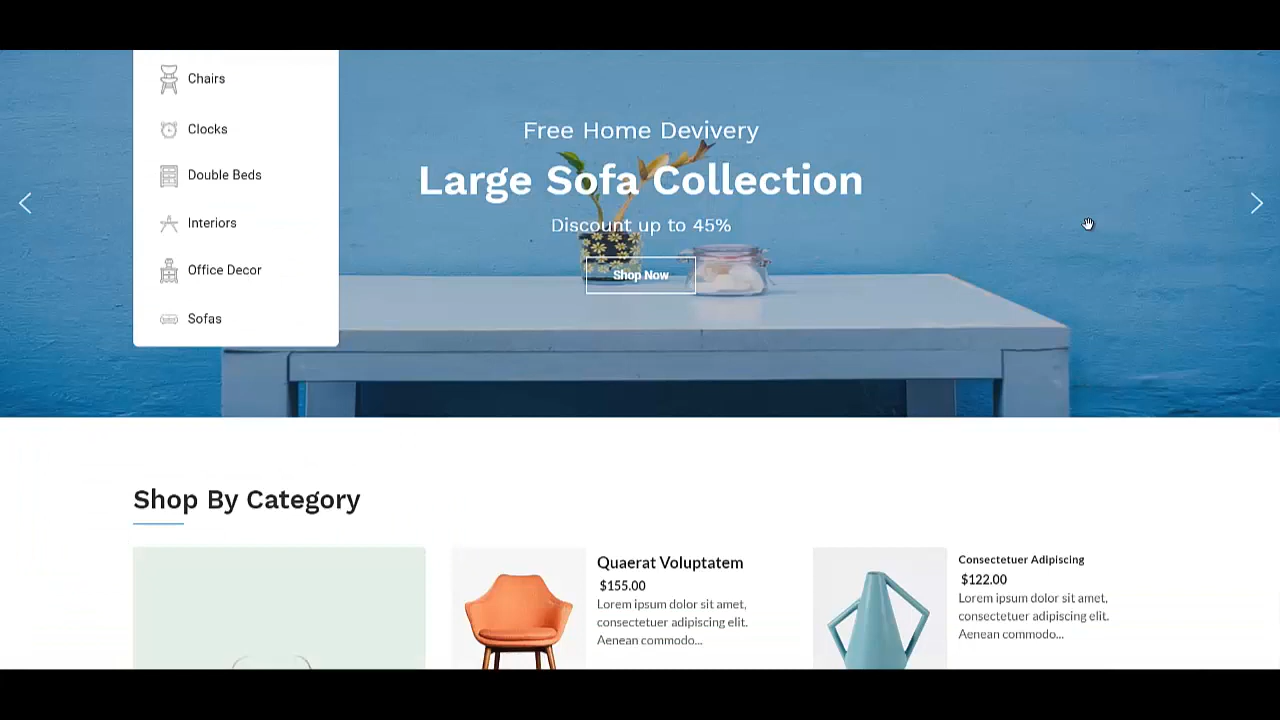 Chairs
Clocks
Double Beds
Interiors
Office Decor
Sofas
Free Home Devivery
Large Sofa Collection
Discount up to 45%
Shop Now
Shop By Category
Quaerat Voluptatem
$155.00
Lorem ipsum dolor sit amet,
consectetuer adipiscing elit.
Aenean commodo...
Consectetuer Adipiscing
$122.00
Lorem ipsum dolor sit amet,
consectetuer adipiscing elit.
Aenean commodo...